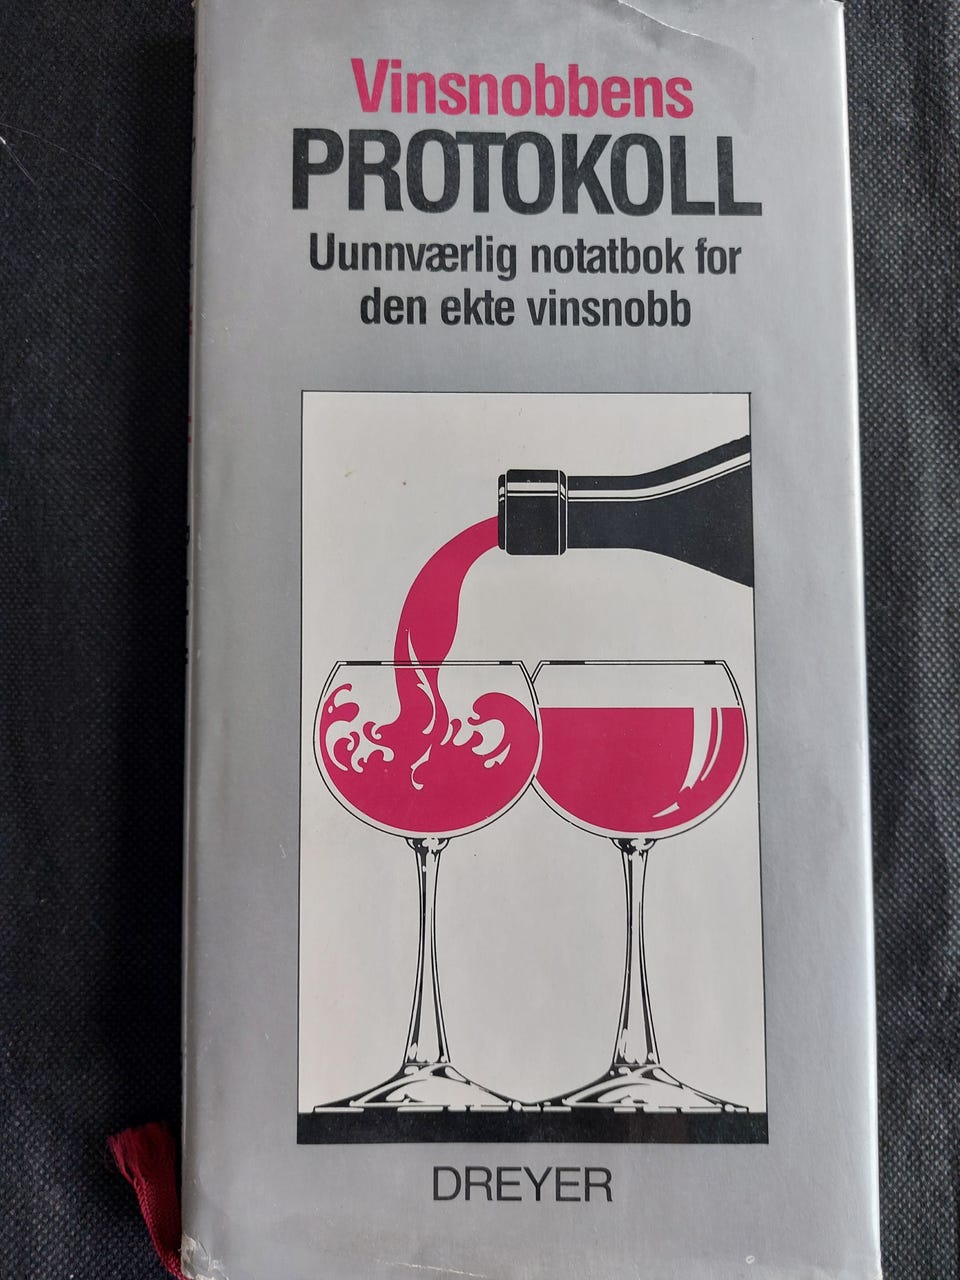 Vinsnobbens
PROTOKOLL
Uunnværlig notatbok for
den ekte vinsnobb
DREYER